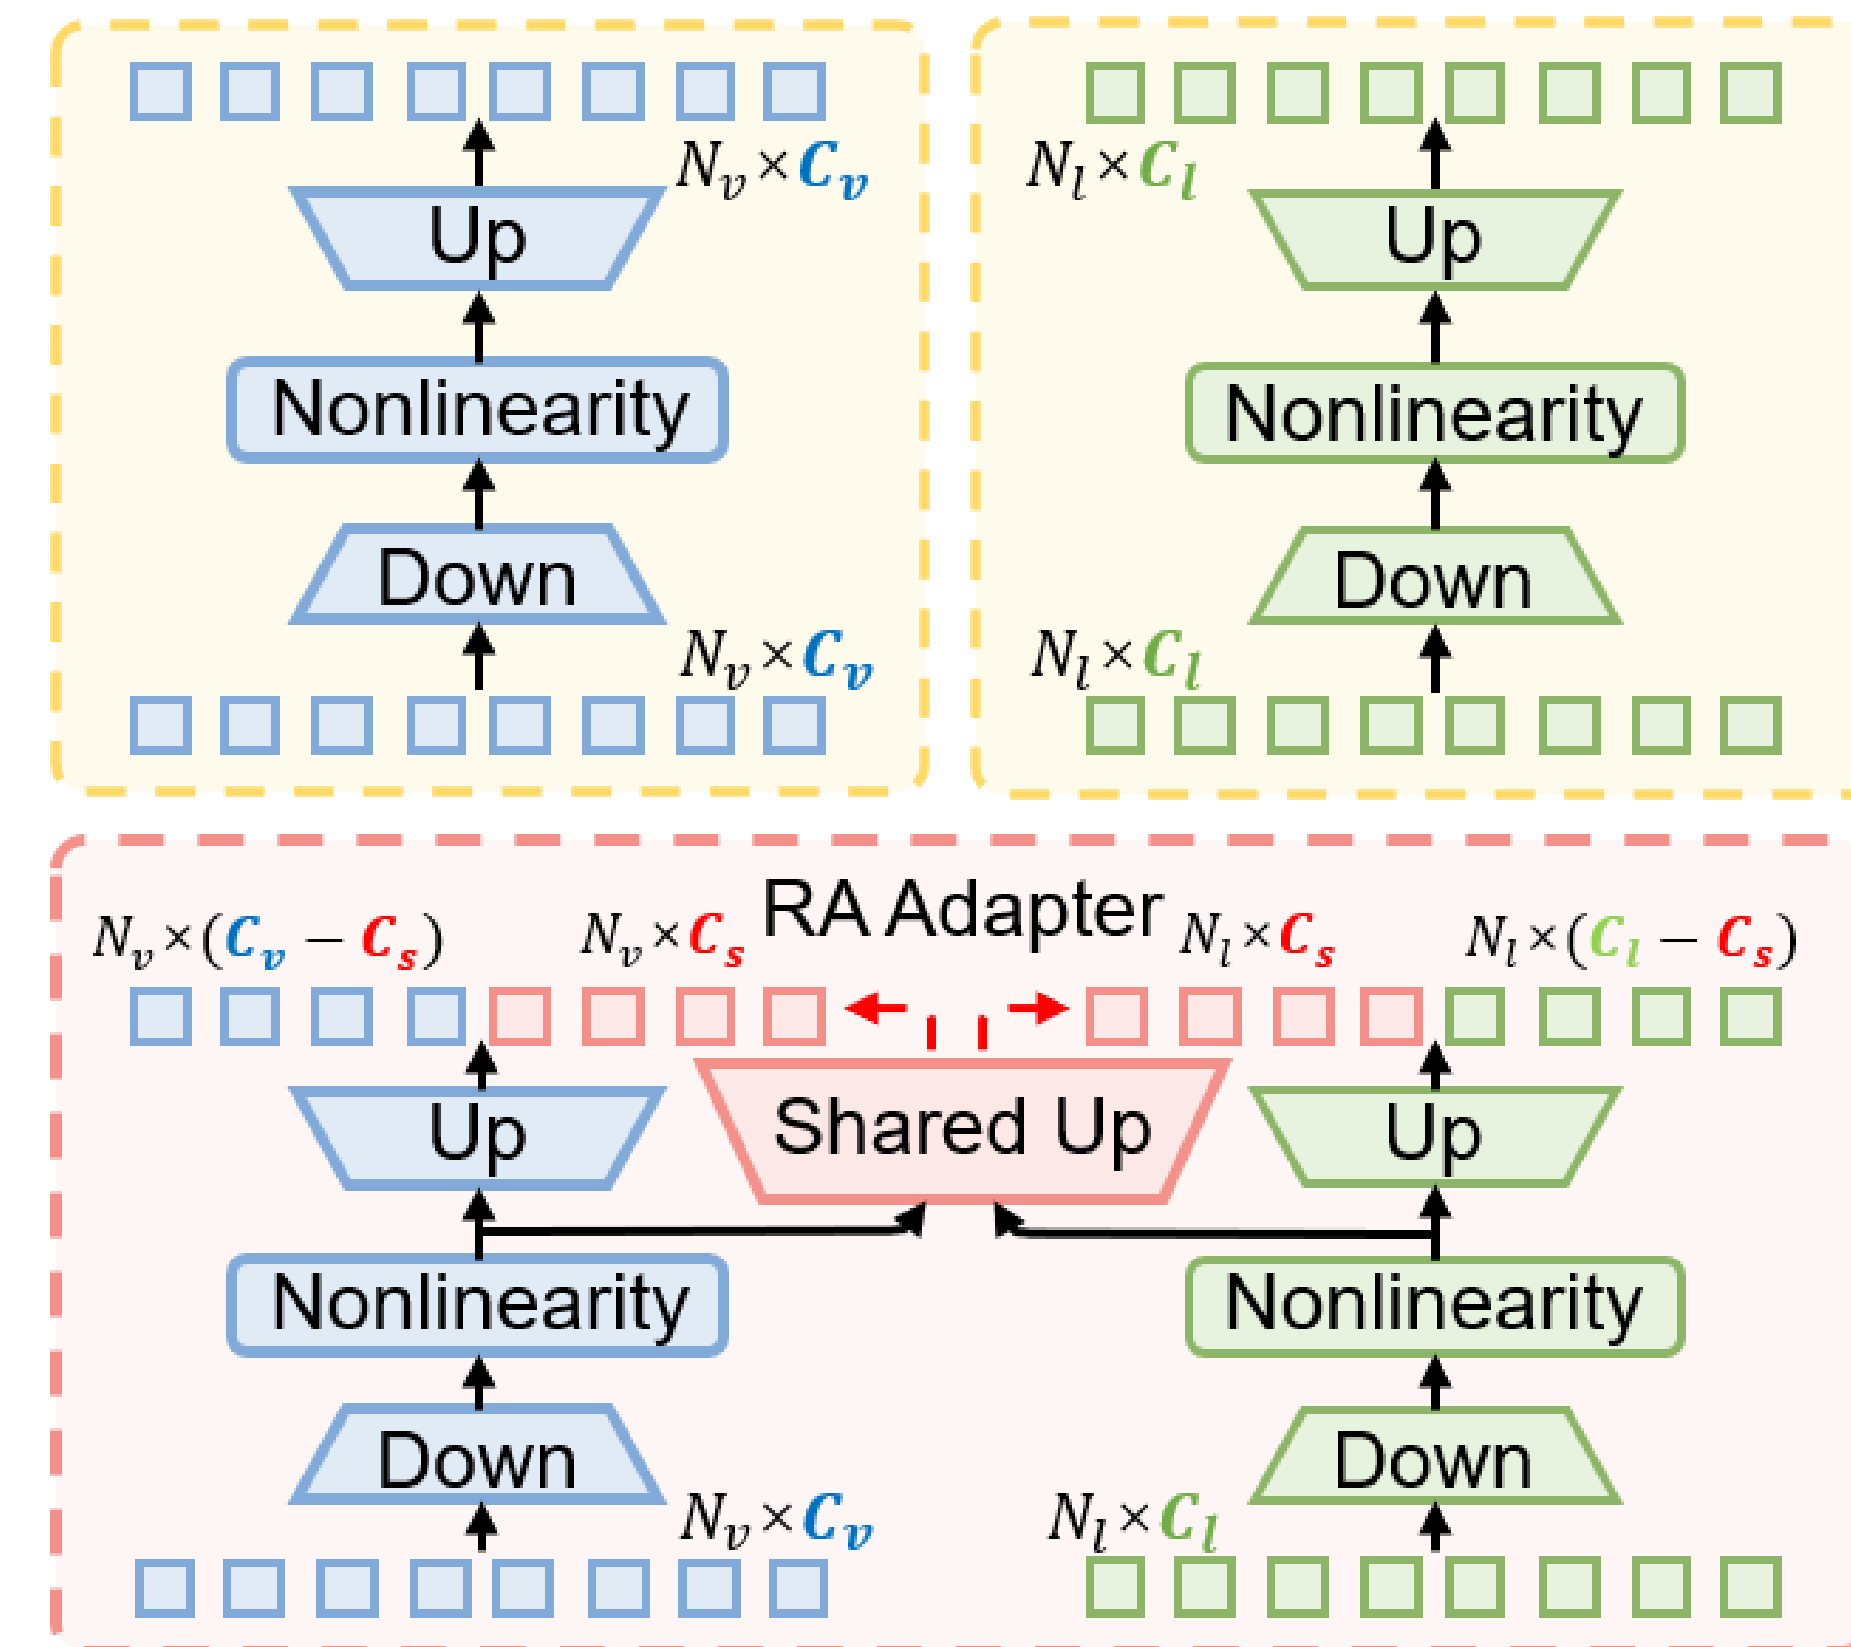 N_v × C_v
Up
Nonlinearity
Down
N_v × C_v
N_l × C_l
Up
Nonlinearity
Down
N_l × C_l
RA Adapter
N_v × (C_v − C_s)
N_v × C_s
N_l × C_s
N_l × (C_l − C_s)
Up
Shared Up
Up
Nonlinearity
Nonlinearity
Down
Down
N_v × C_v
N_l × C_l